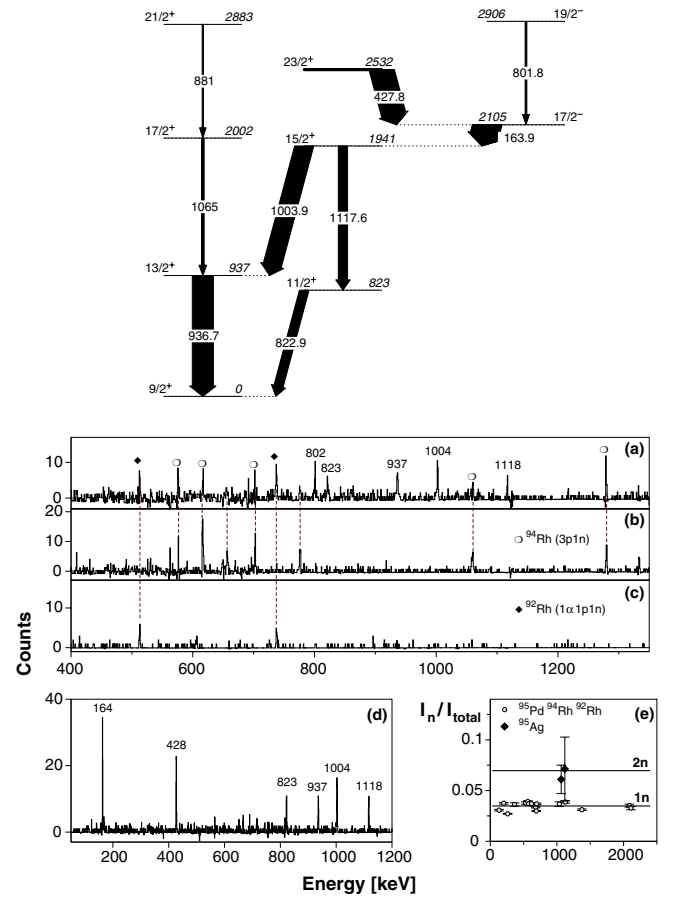 21/2+ 2883
2906 19/2−
881
801.8
23/2+ 2532
427.8
17/2+ 2002
2105 17/2−
163.9
15/2+ 1941
1065
1003.9
1117.6
13/2+ 937
11/2+ 823
936.7
822.9
9/2+ 0
(a)
802
823
937
1004
1118
10
0
(b)
20
10
0
94Rh (3p1n)
(c)
10
0
92Rh (1α1p1n)
400 600 800 1000 1200
Counts
(d)
40
20
0
164
428
823
937
1004
1118
200 400 600 800 1000 1200
Energy [keV]
In/Itotal
(e)
95Pd 94Rh 92Rh
95Ag
0.1
0.05
0
2n
1n
0 1000 2000